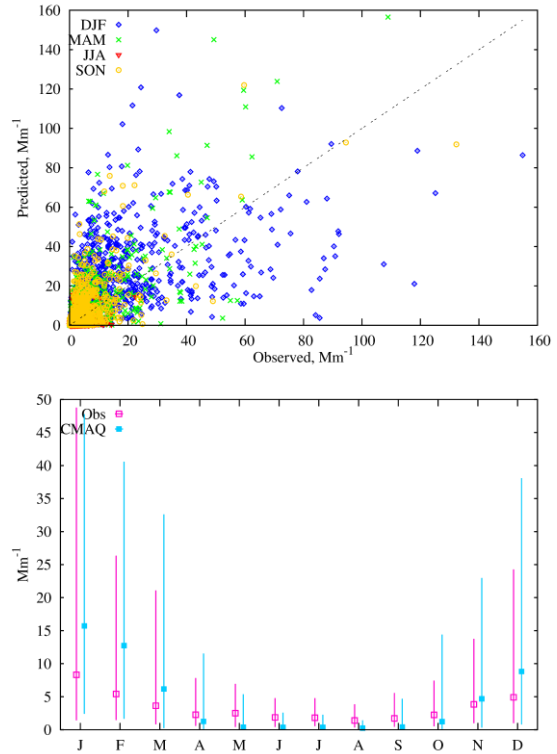 160
140
120
100
80
60
40
20
0
Predicted, Mm-1
DJF
MAM
JJA
SON
0 20 40 60 80 100 120 140 160
Observed, Mm-1
50
45
40
35
30
25
20
15
10
5
0
Mm-1
Obs
CMAQ
J F M A M J J A S O N D